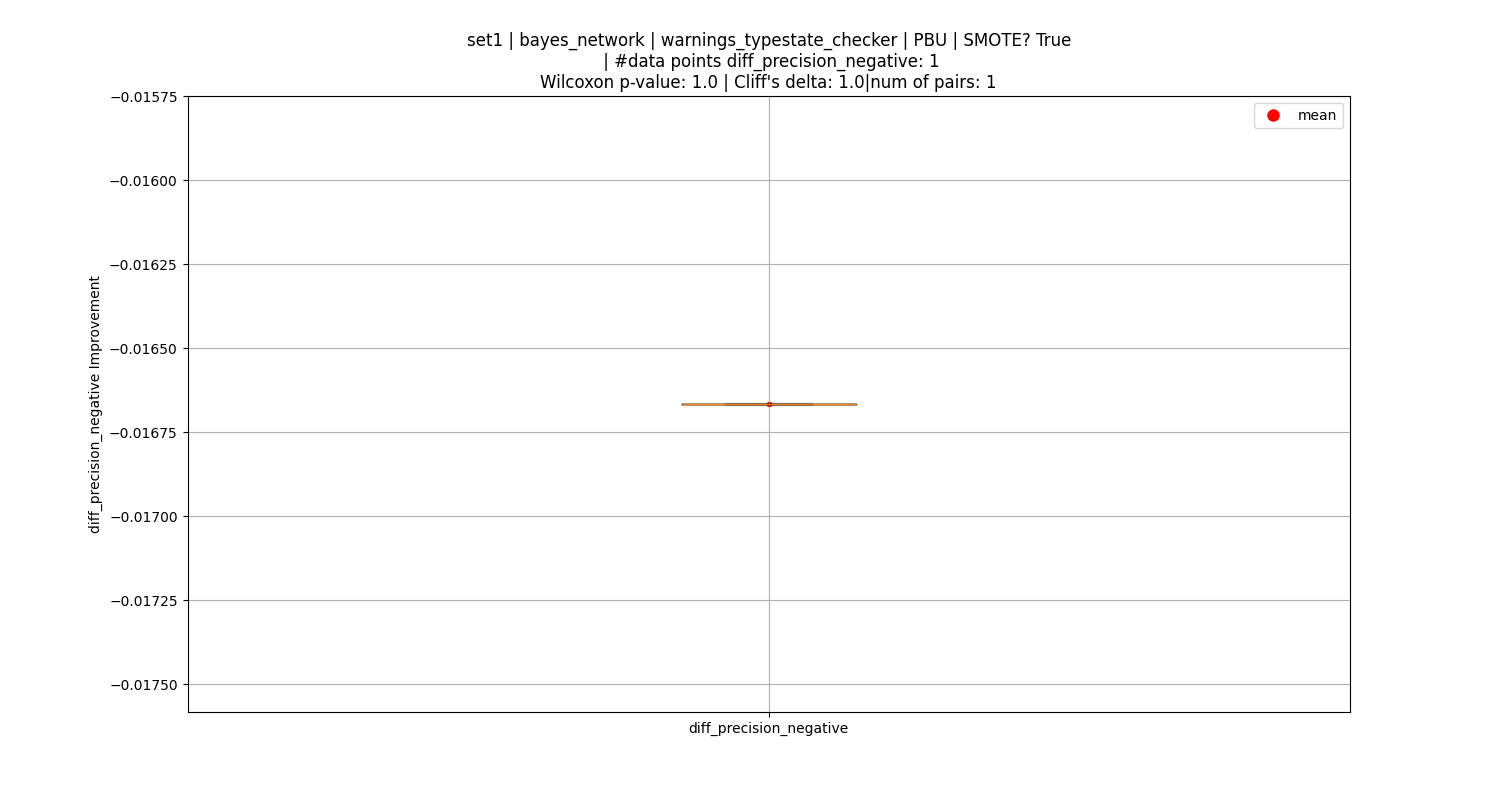 set1 | bayes_network | warnings_typestate_checker | PBU | SMOTE? True
| #data points diff_precision_negative: 1
Wilcoxon p-value: 1.0 | Cliff's delta: 1.0|num of pairs: 1
mean
−0.01575
−0.01600
−0.01625
−0.01650
−0.01675
−0.01700
−0.01725
−0.01750
diff_precision_negative Improvement
diff_precision_negative